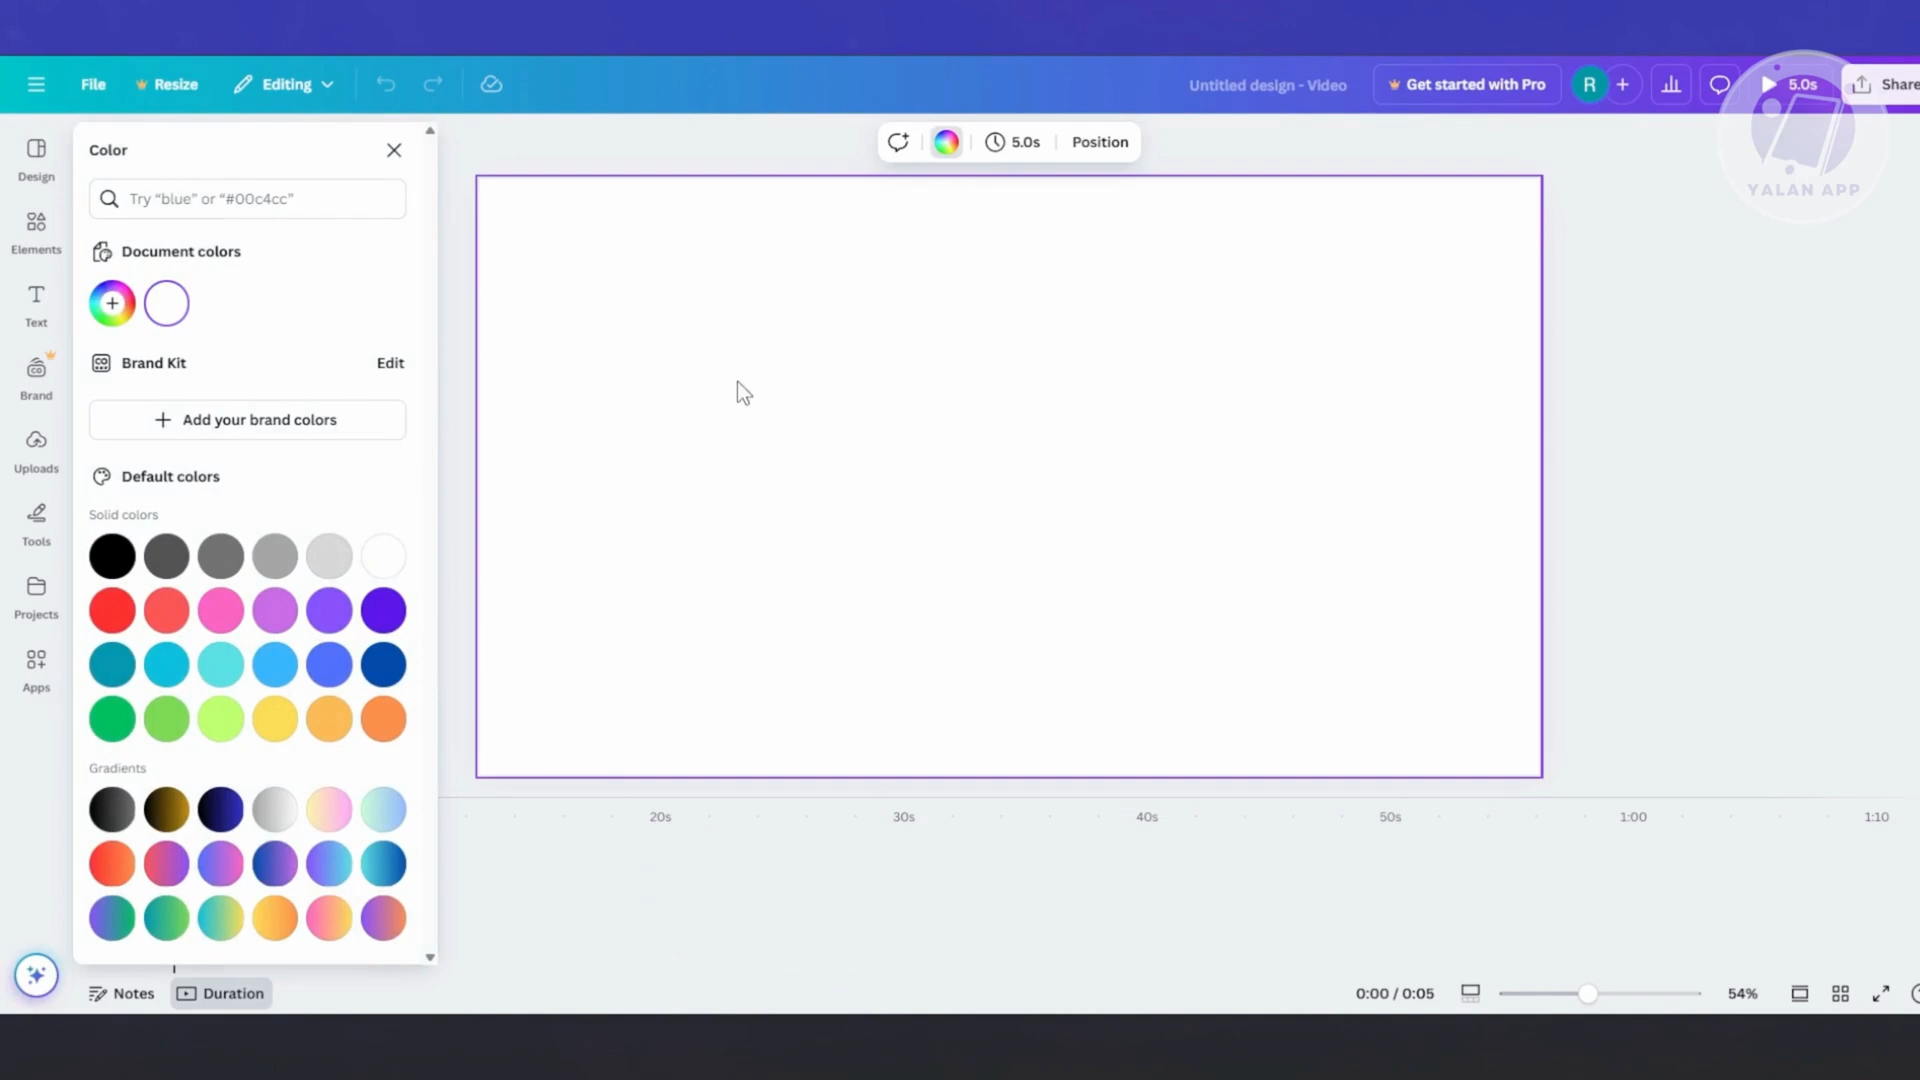 File
Resize
Editing
Untitled design - Video
Get started with Pro
R
5.0s
Share
YALAN APP
Design
Elements
Text
Brand
CO
Uploads
Tools
Projects
Apps
Color
Try “blue” or “#00c4cc”
Document colors
Brand Kit
Edit
Add your brand colors
Default colors
Solid colors
Gradients
5.0s
Position
20s
30s
40s
50s
1:00
1:10
Notes
Duration
0:00 / 0:05
54%